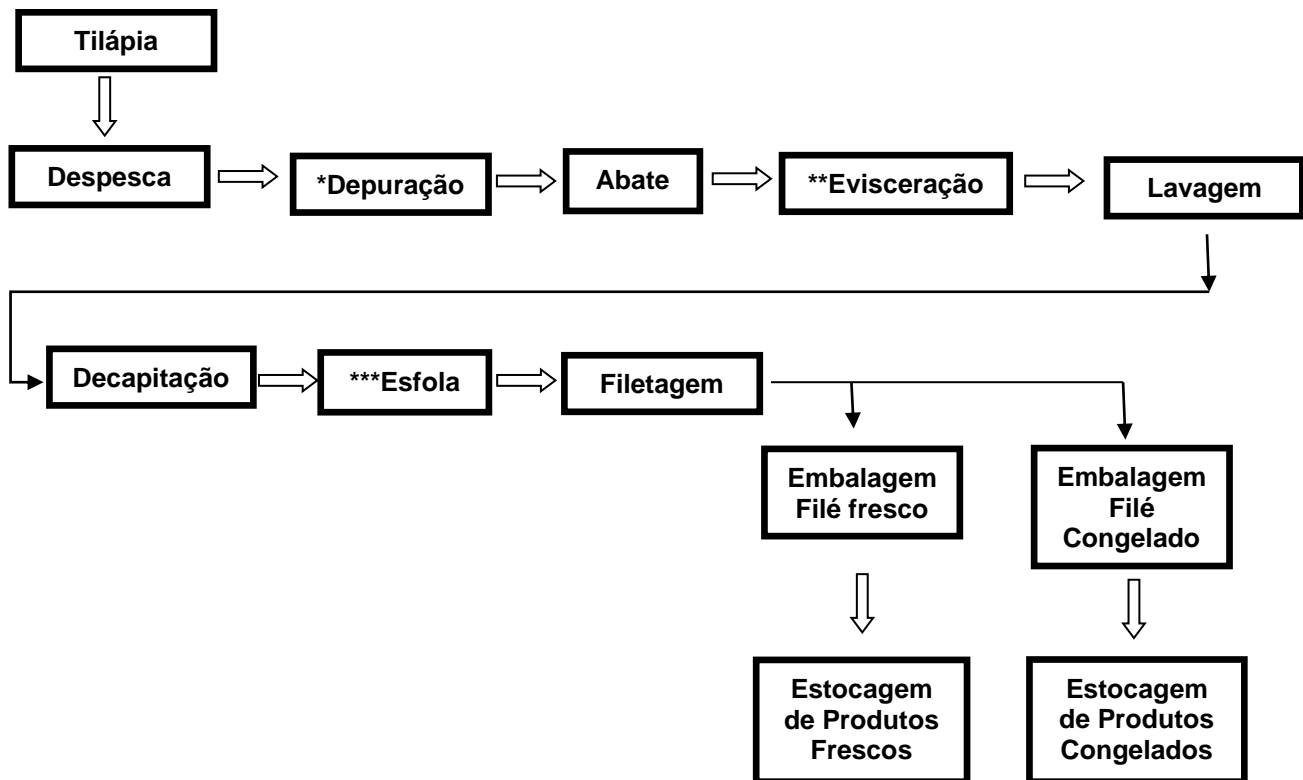 Tilápia
Despesca
*Depuração
Abate
**Evisceração
Lavagem
Decapitação
***Esfola
Filetagem
Embalagem
Filé fresco
Embalagem
Filé
Congelado
Estocagem
de Produtos
Frescos
Estocagem
de Produtos
Congelados